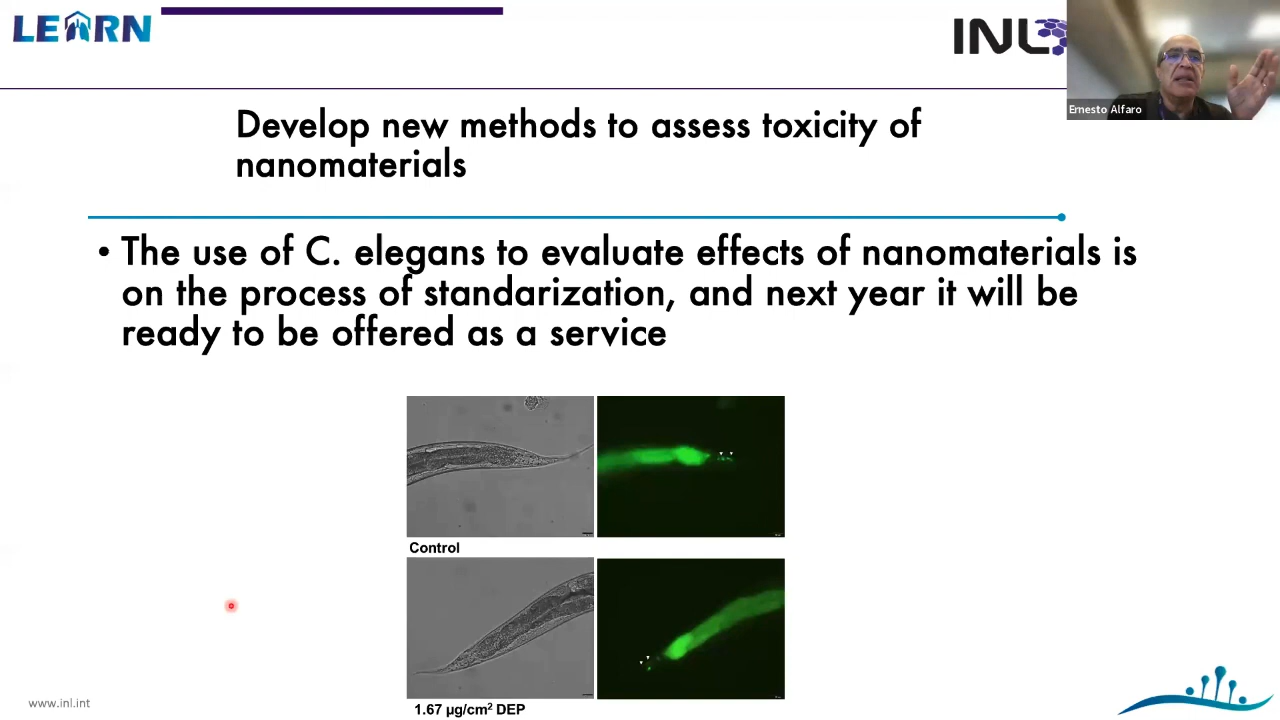 LEARN
INL
Ernesto Alfaro
Develop new methods to assess toxicity of
nanomaterials
• The use of C. elegans to evaluate effects of nanomaterials is
on the process of standarization, and next year it will be
ready to be offered as a service
Control
1.67 µg/cm² DEP
www.inl.int